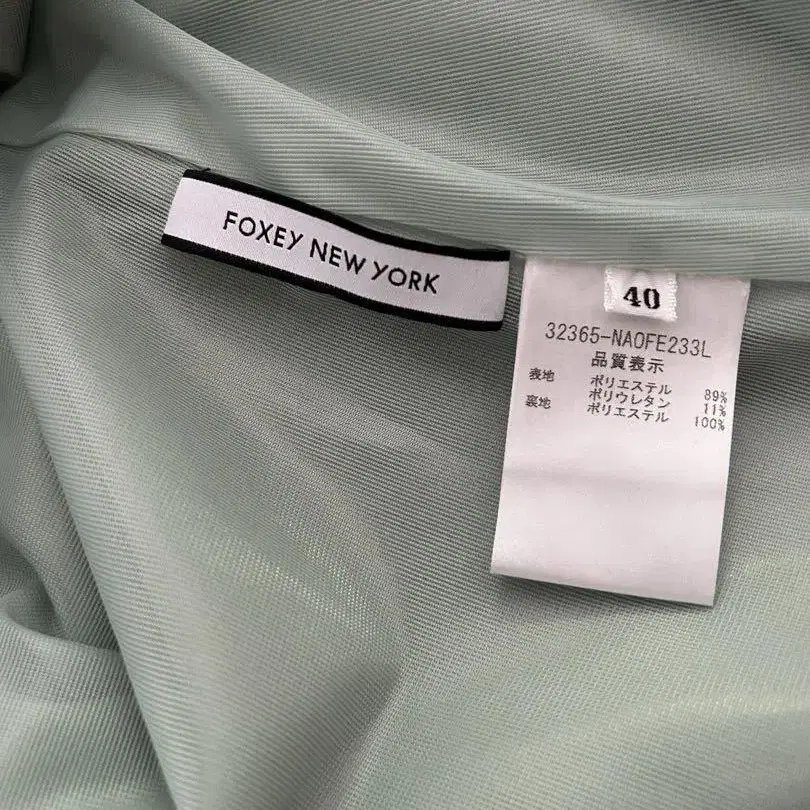 FOXEY NEW YORK
40
32365-NAOFE233L
品質表示
表地 ポリエステル 89%
ポリウレタン 11%
裏地 ポリエステル 100%